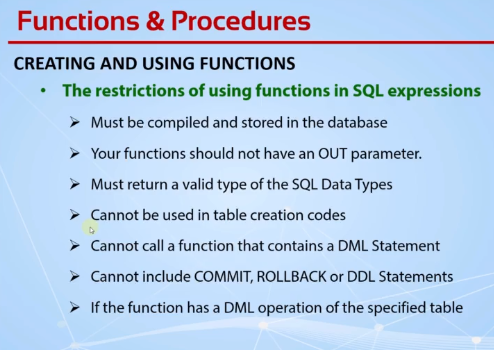 Functions & Procedures
CREATING AND USING FUNCTIONS
• The restrictions of using functions in SQL expressions
➢ Must be compiled and stored in the database
➢ Your functions should not have an OUT parameter.
➢ Must return a valid type of the SQL Data Types
➢ Cannot be used in table creation codes
➢ Cannot call a function that contains a DML Statement
➢ Cannot include COMMIT, ROLLBACK or DDL Statements
➢ If the function has a DML operation of the specified table